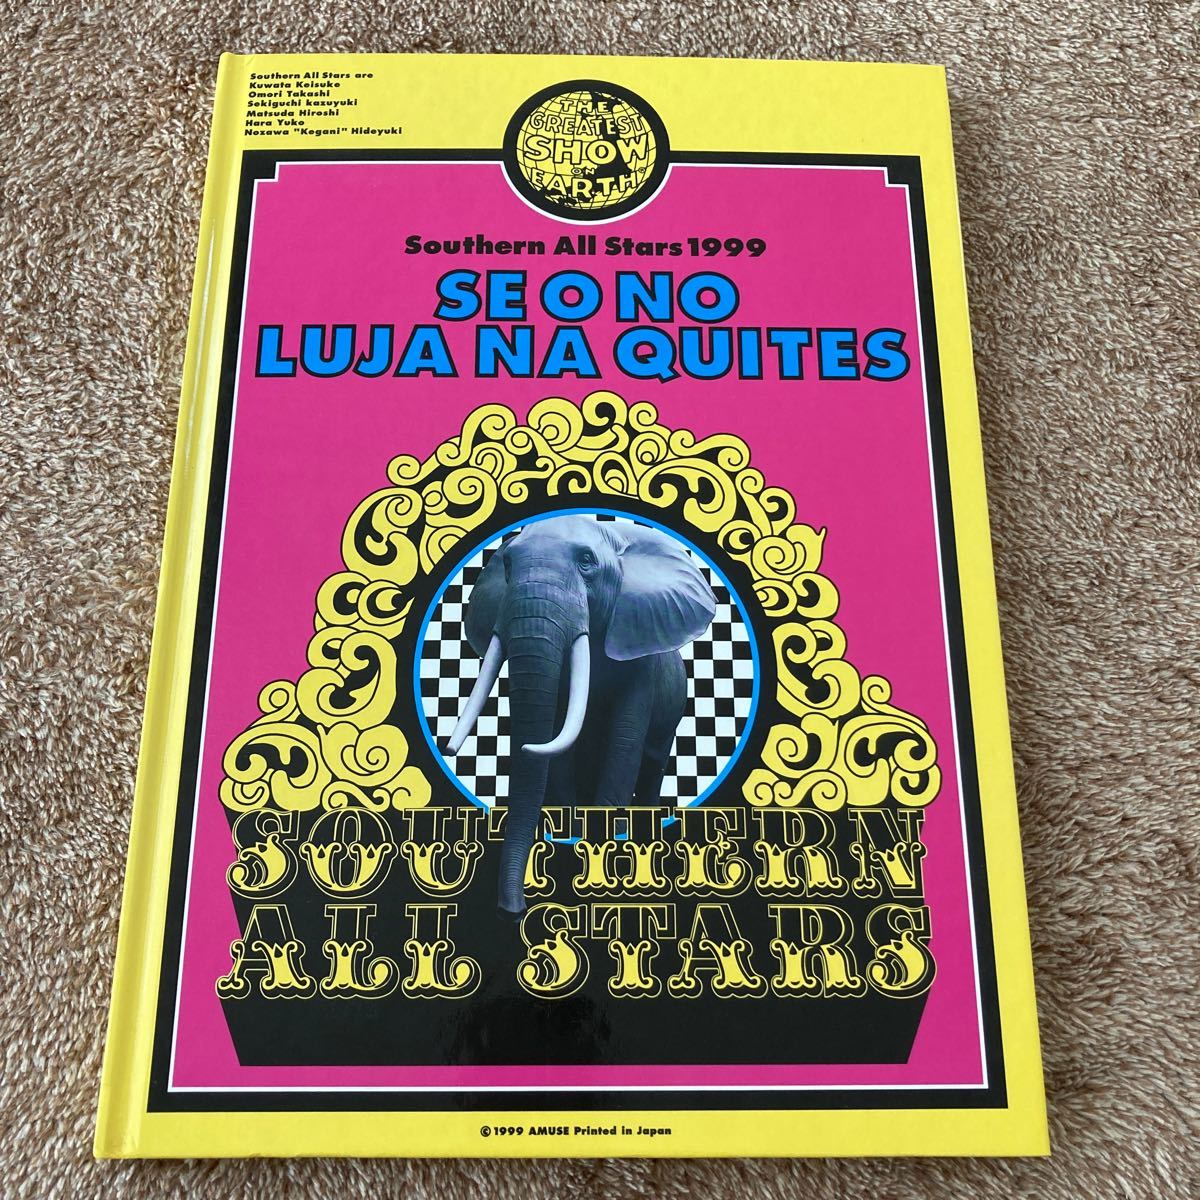 Southern All Stars are
Kuwata Keisuke
Omori Takashi
Sekiguchi kazuyuki
Matsuda Hiroshi
Hara Yuko
Nozawa "Kegani" Hideyuki
THE
GREATEST
SHOW
ON
EARTH®
Southern All Stars 1999
SE O NO
LUJA NA QUITES
SOUTHERN
ALL STARS
©1999 AMUSE Printed in Japan